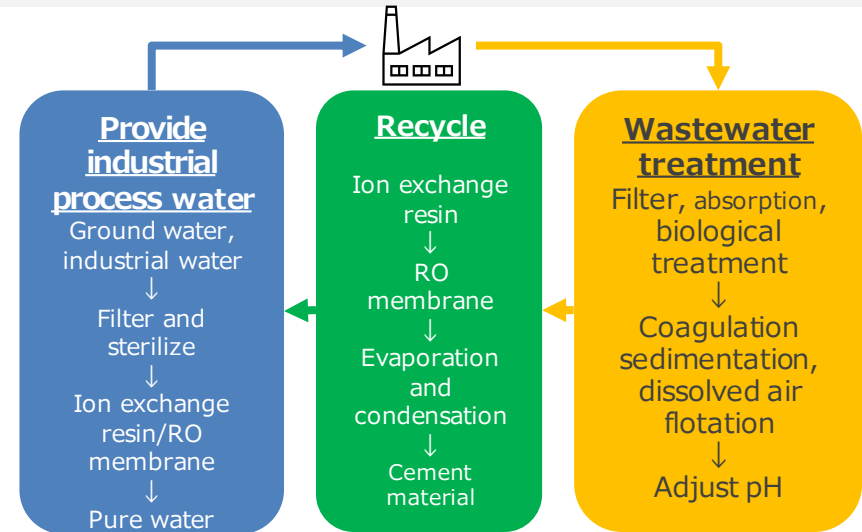 Provide
industrial
process water
Ground water,
industrial water
↓
Filter and
sterilize
↓
Ion exchange
resin/RO
membrane
↓
Pure water
Recycle
Ion exchange
resin
↓
RO
membrane
↓
Evaporation
and
condensation
↓
Cement
material
Wastewater
treatment
Filter, absorption,
biological
treatment
↓
Coagulation
sedimentation,
dissolved air
flotation
↓
Adjust pH